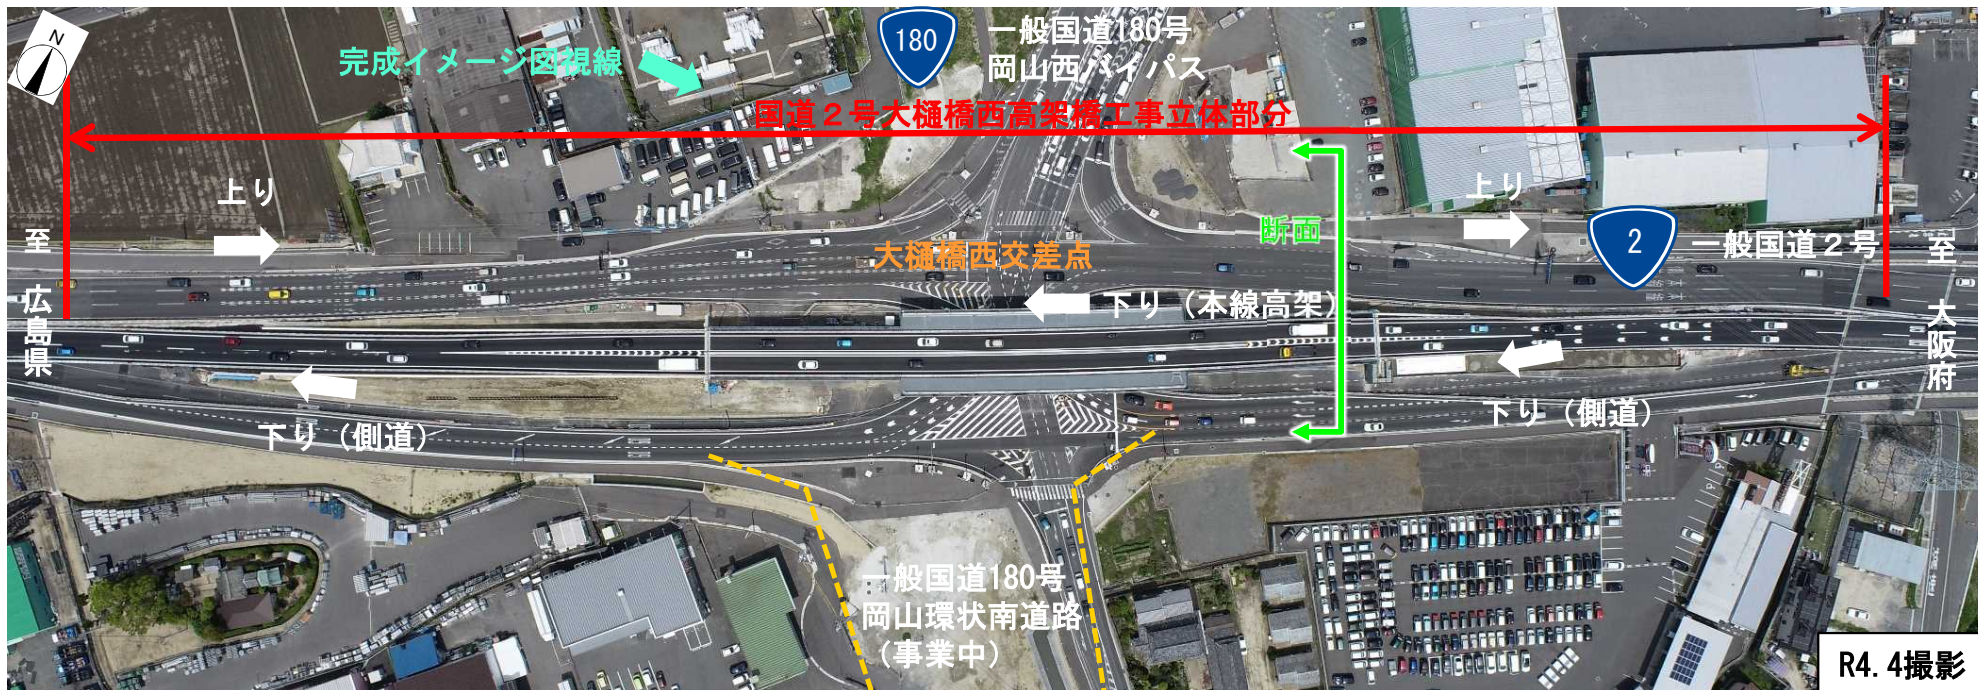 N
完成イメージ図視線
180
一般国道180号
岡山西バイパス
国道２号大樋橋西高架橋工事立体部分
上り
上り
断面
2
一般国道２号
至 広島県
大樋橋西交差点
至 大阪府
下り（本線高架）
下り（側道）
下り（側道）
一般国道180号
岡山環状南道路
（事業中）
R4.4撮影